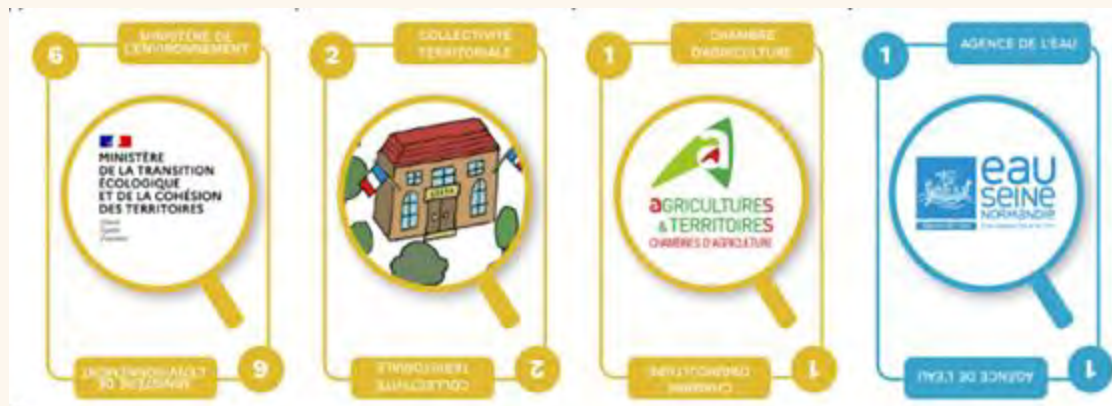 6
MINISTÈRE DE
L'ENVIRONNEMENT
MINISTÈRE
DE LA TRANSITION
ÉCOLOGIQUE
ET DE LA COHÉSION
DES TERRITOIRES
MINISTÈRE DE
L'ENVIRONNEMENT
6
2
COLLECTIVITÉ
TERRITORIALE
COLLECTIVITÉ
TERRITORIALE
2
1
CHAMBRE
D'AGRICULTURE
aGRICULTURES
& TERRITOIRES
CHAMBRES D'AGRICULTURE
CHAMBRE
D'AGRICULTURE
1
1
AGENCE DE L'EAU
eau
seine
NORMANDIE
AGENCE DE L'EAU
1